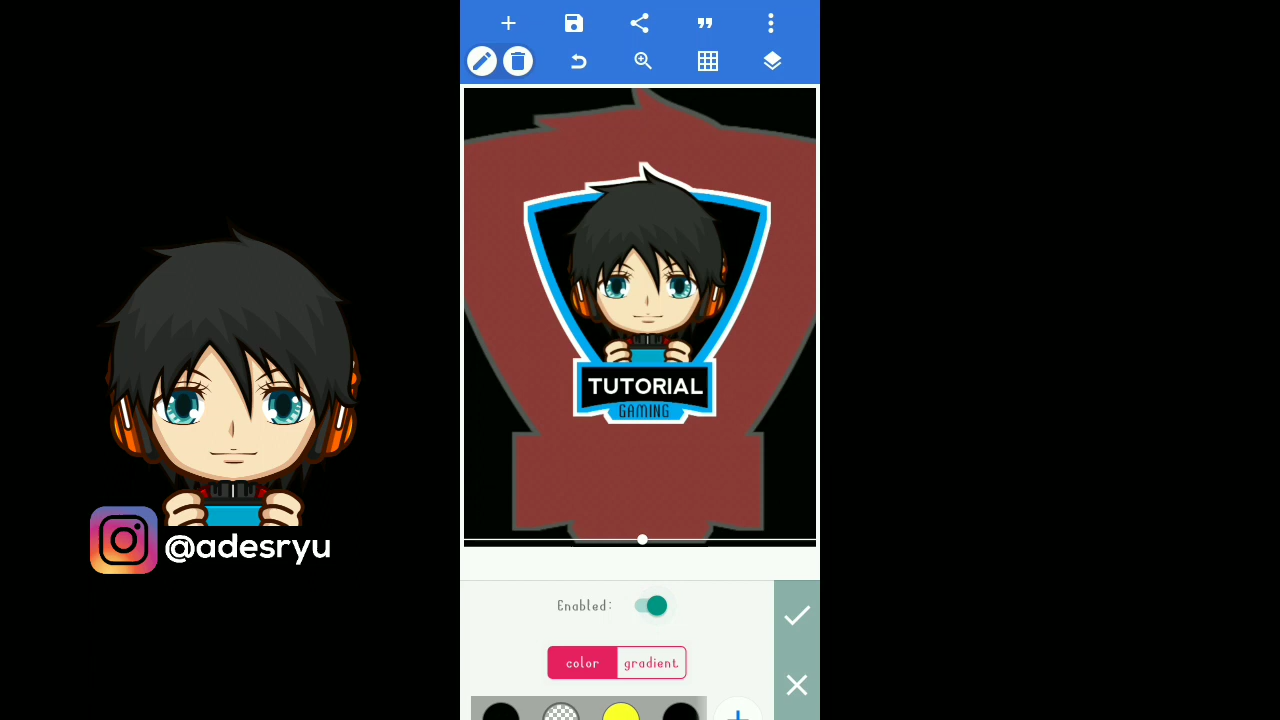 TUTORIAL
GAMING
@adesryu
Enabled:
color
gradient